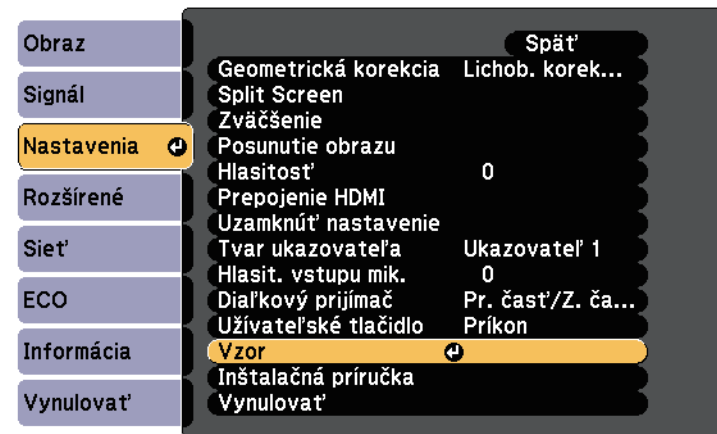 Obraz
Signál
Nastavenia
Rozšírené
Sieť
ECO
Informácia
Vynulovať
Späť
Geometrická korekcia Lichob. korek...
Split Screen
Zväčšenie
Posunutie obrazu
Hlasitosť 0
Prepojenie HDMI
Uzamknúť nastavenie
Tvar ukazovateľa Ukazovateľ 1
Hlasit. vstupu mik. 0
Diaľkový prijímač Pr. časť/Z. ča...
Užívateľské tlačidlo Príkon
Vzor
Inštalačná príručka
Vynulovať